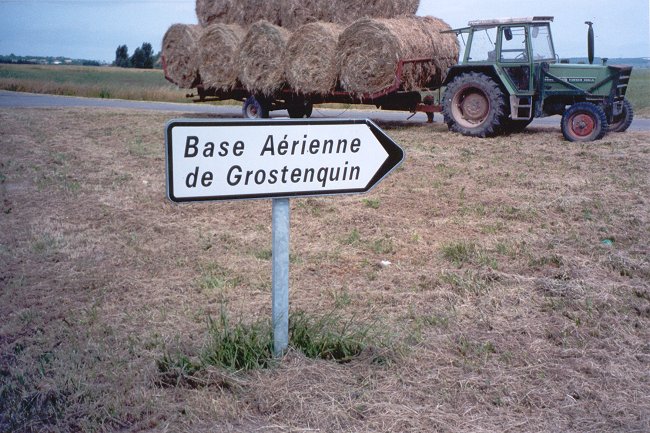 Base Aérienne
de Grostenquin